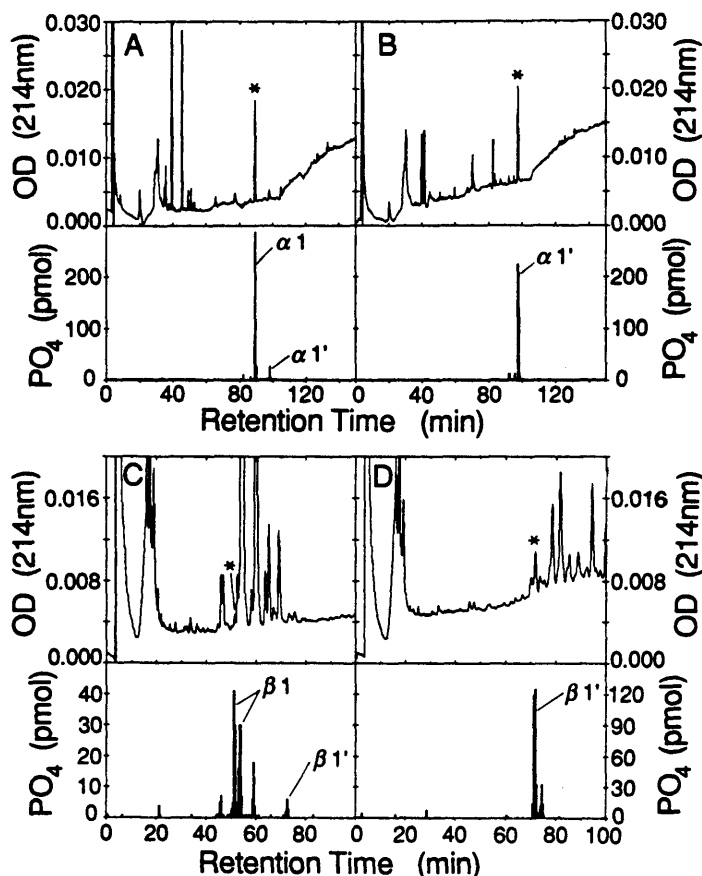 A
B
OD (214nm)
0.030
0.020
0.010
0.000
*
*
0.030
0.020
0.010
0.000
OD (214nm)
PO4 (pmol)
200
100
0
α1
α1'
α1'
200
100
0
PO4 (pmol)
0 40 80 120
0 40 80 120
Retention Time (min)
C
D
OD (214nm)
0.016
0.008
0.000
*
*
0.016
0.008
0.000
OD (214nm)
PO4 (pmol)
40
30
20
10
0
β1
β1'
β1'
120
90
60
30
0
PO4 (pmol)
0 20 40 60 80
0 20 40 60 80 100
Retention Time (min)